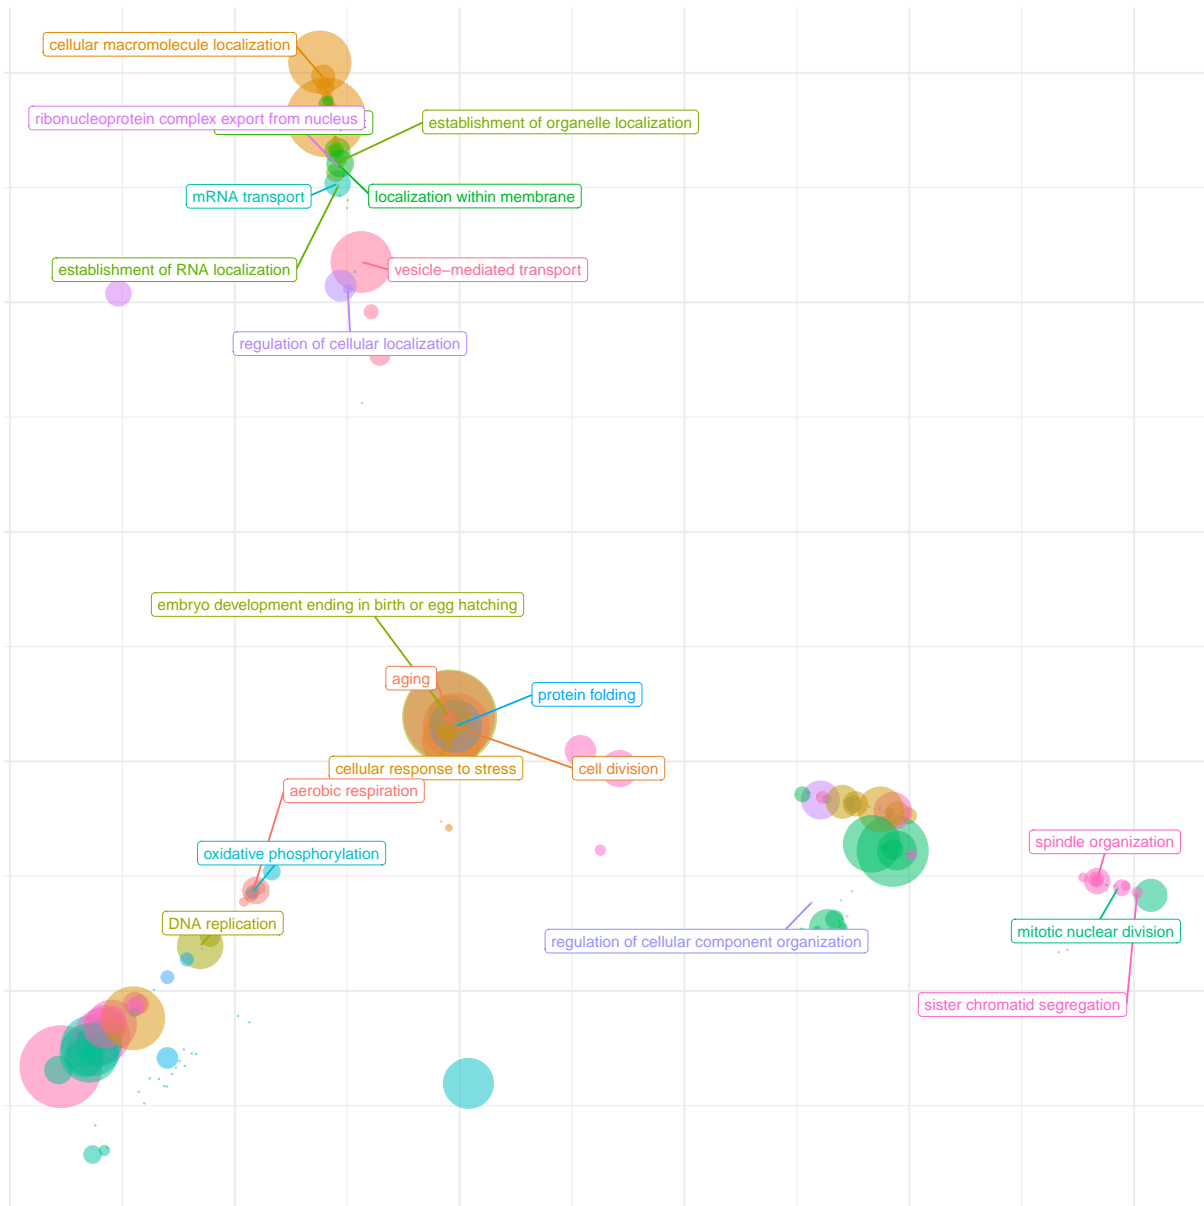 cellular macromolecule localization
ribonucleoprotein complex export from nucleus
establishment of organelle localization
mRNA transport
localization within membrane
establishment of RNA localization
vesicle−mediated transport
regulation of cellular localization
embryo development ending in birth or egg hatching
aging
protein folding
cellular response to stress
cell division
aerobic respiration
spindle organization
oxidative phosphorylation
DNA replication
mitotic nuclear division
regulation of cellular component organization
sister chromatid segregation